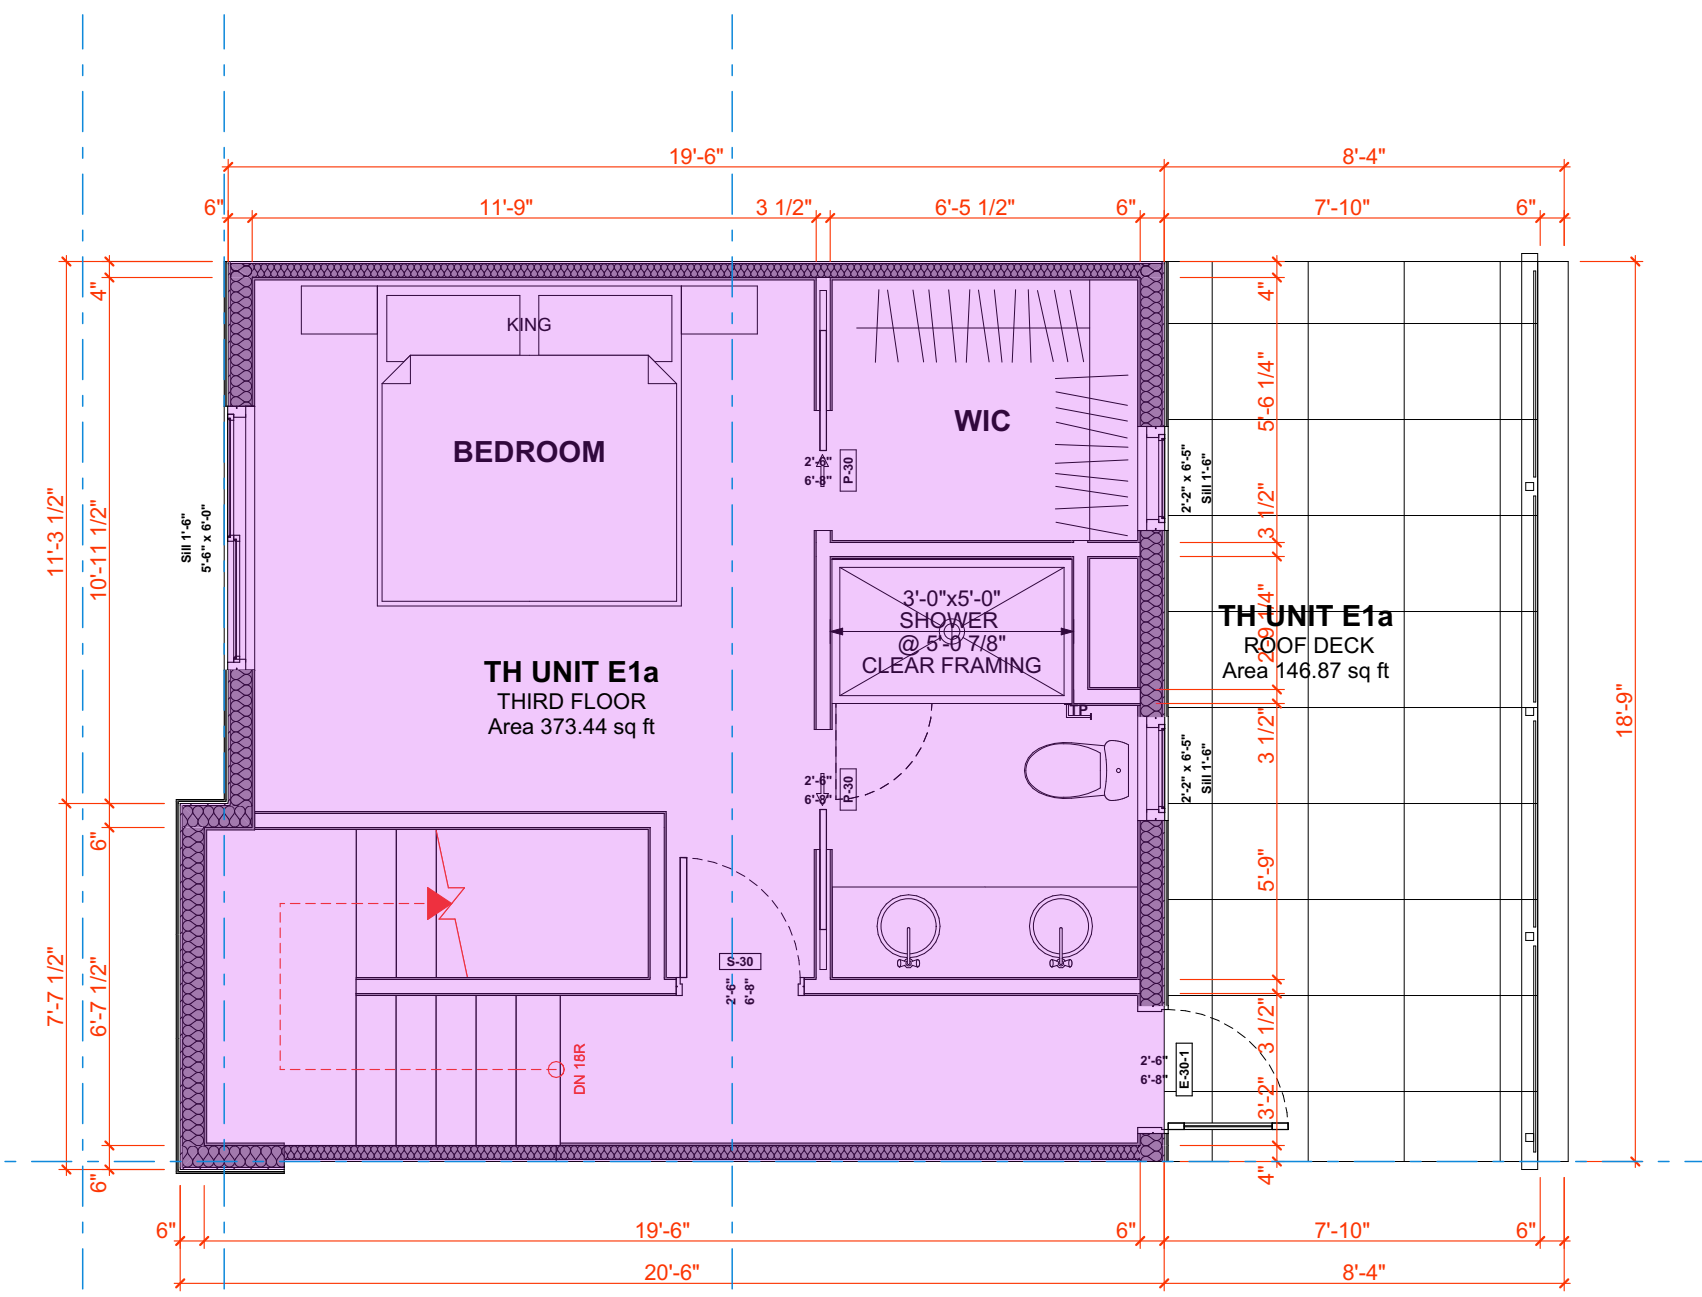 19'-6"
8'-4"
6"
11'-9"
3 1/2"
6'-5 1/2"
6"
7'-10"
6"
4"
11'-3 1/2"
10'-11 1/2"
6"
7'-7 1/2"
6'-7 1/2"
6"
Sill 1'-6"
5'-6" x 6'-0"
KING
BEDROOM
WIC
2'-6"
6'-8"
P-30
TH UNIT E1a
THIRD FLOOR
Area 373.44 sq ft
3'-0"x5'-0"
SHOWER
@ 5'-0 7/8"
CLEAR FRAMING
TP
2'-6"
6'-8"
P-30
S-30
2'-6"
6'-8"
DN 18R
2'-6"
6'-8"
E-30-1
2'-2" x 6'-5"
Sill 1'-6"
2'-2" x 6'-5"
Sill 1'-6"
4"
5'-6 1/4"
3 1/2"
2'-9 1/4"
3 1/2"
5'-9"
3 1/2"
3'-2"
4"
TH UNIT E1a
ROOF DECK
Area 146.87 sq ft
18'-9"
6"
19'-6"
6"
7'-10"
6"
20'-6"
8'-4"